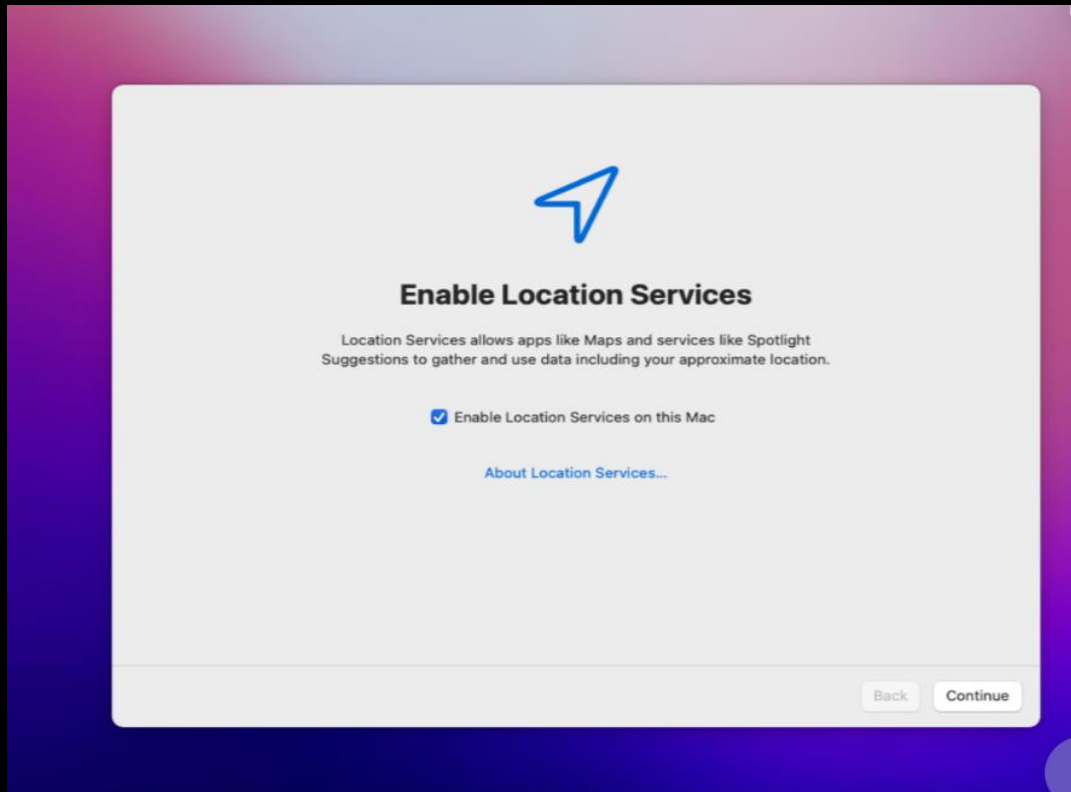 Enable Location Services
Location Services allows apps like Maps and services like Spotlight
Suggestions to gather and use data including your approximate location.
Enable Location Services on this Mac
About Location Services...
Back
Continue